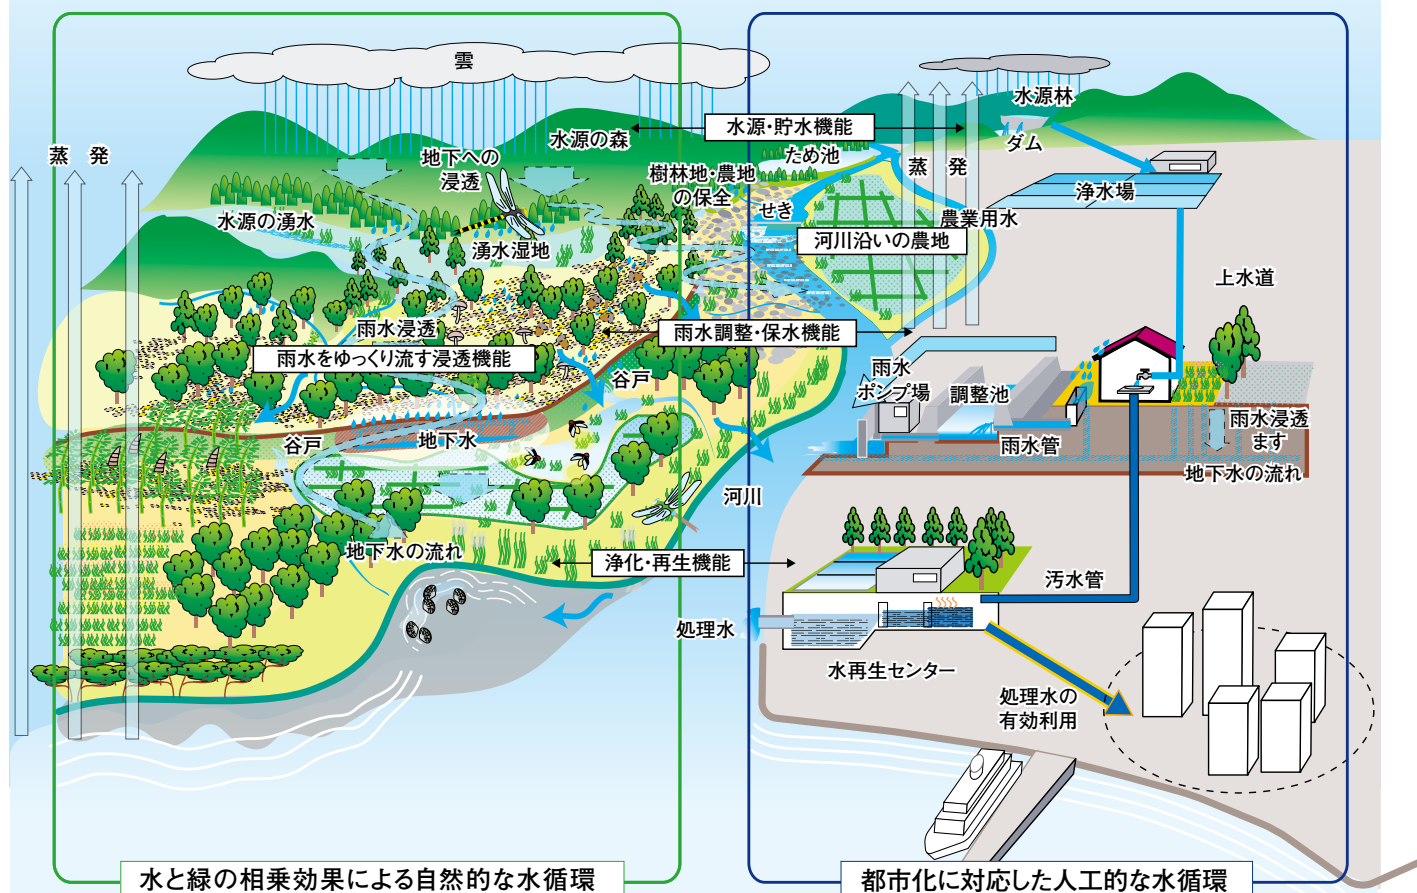 雲
水源林
水源・貯水機能
水源の森
ダム
蒸 発
地下への
浸透
ため池
樹林地・農地
の保全
蒸 発
浄水場
せき
水源の湧水
農業用水
湧水湿地
河川沿いの農地
上水道
雨水浸透
雨水調整・保水機能
雨水をゆっくり流す浸透機能
谷戸
雨水
ポンプ場
調整池
雨水浸透
ます
谷戸
地下水
雨水管
地下水の流れ
河川
地下水の流れ
浄化・再生機能
汚水管
処理水
水再生センター
処理水の
有効利用
水と緑の相乗効果による自然的な水循環
都市化に対応した人工的な水循環